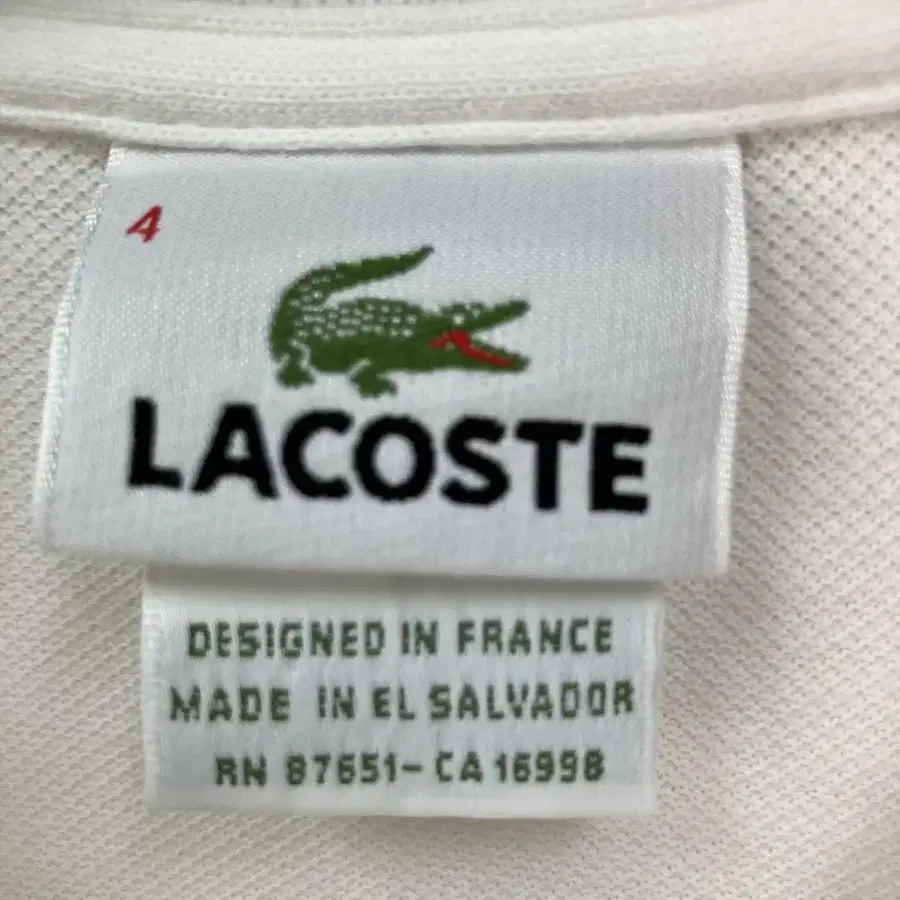 4
LACOSTE
DESIGNED IN FRANCE
MADE IN EL SALVADOR
RN 87651-CA 16998